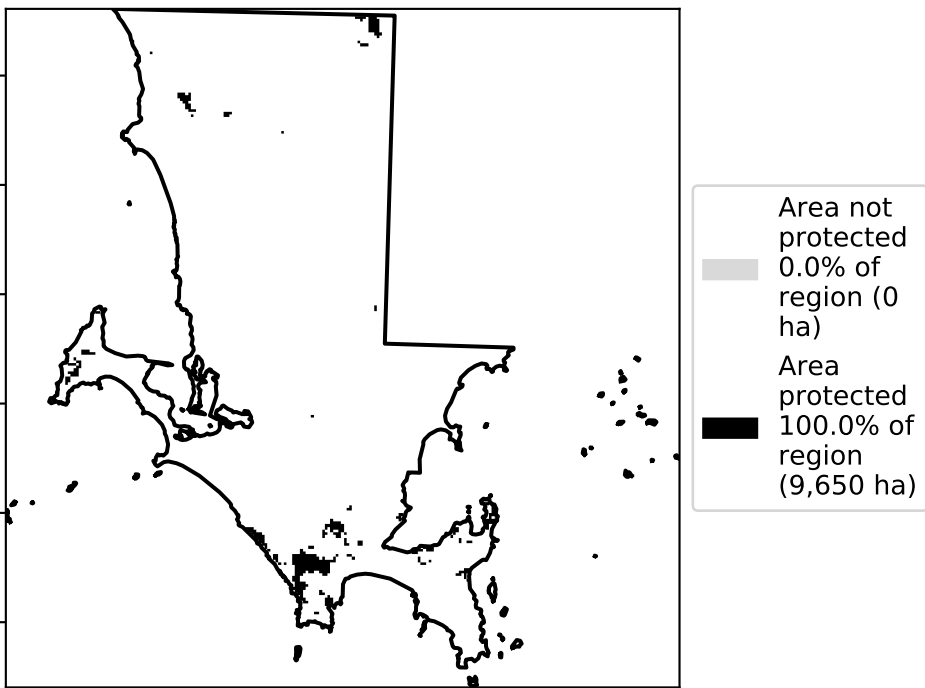 Area not
protected
0.0% of
region (0
ha)
Area
protected
100.0% of
region
(9,650 ha)